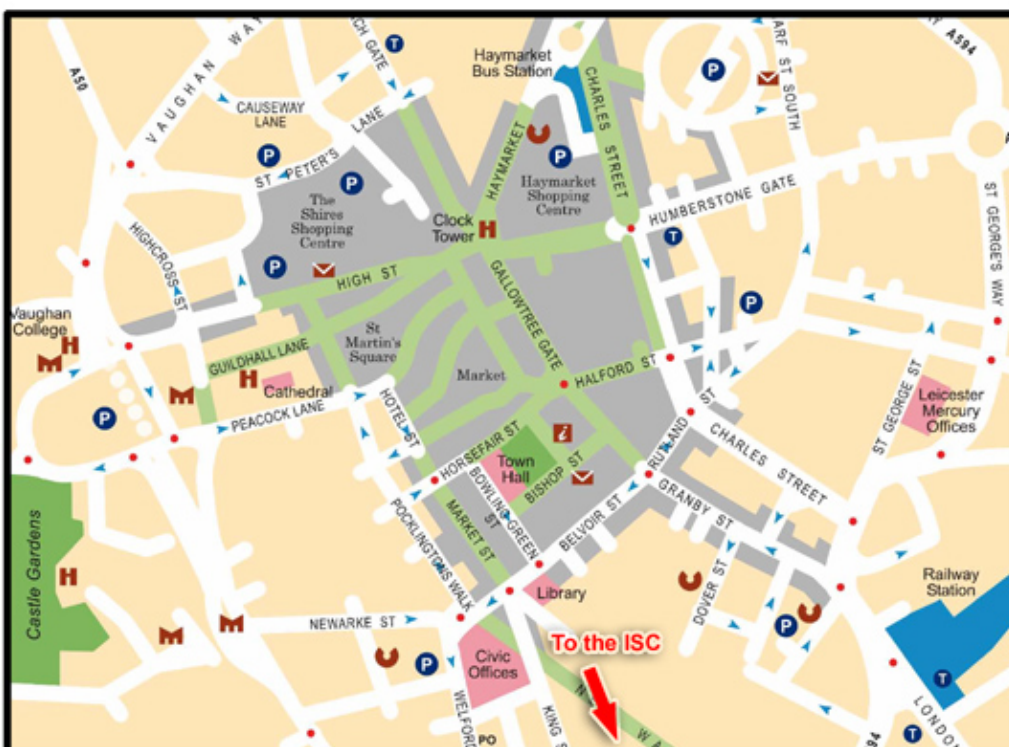 A50
VAUGHAN WAY
CH GATE
T
Haymarket
Bus Station
CHARLES STREET
P
ARF ST SOUTH
A594
CAUSEWAY
LANE
P
ST PETER'S LANE
P
HAYMARKET
P
Haymarket
Shopping
Centre
HUMBERSTONE GATE
ST GEORGE'S WAY
The
Shires
Shopping
Centre
Clock
Tower
H
T
HIGHCROSS ST
P
HIGH ST
GALLOWTREE GATE
P
Vaughan
College
H
M
St
Martin's
Square
GUILDHALL LANE
H
Cathedral
M
Market
HALFORD ST
ST GEORGE ST
Leicester
Mercury
Offices
P
PEACOCK LANE
HOTEL ST
HORSEFAIR ST
i
Town
Hall
BISHOP ST
RUTLAND ST
CHARLES STREET
BOWLING GREEN
ST
MARKET ST
POCKLINGTONS WALK
BELVOIR ST
GRANBY ST
Castle Gardens
H
DOVER ST
Railway
Station
Library
M
M
NEWARKE ST
P
P
Civic
Offices
To the ISC
T
WELFORD
PO
KING S
N
W A
94
LONDO
T